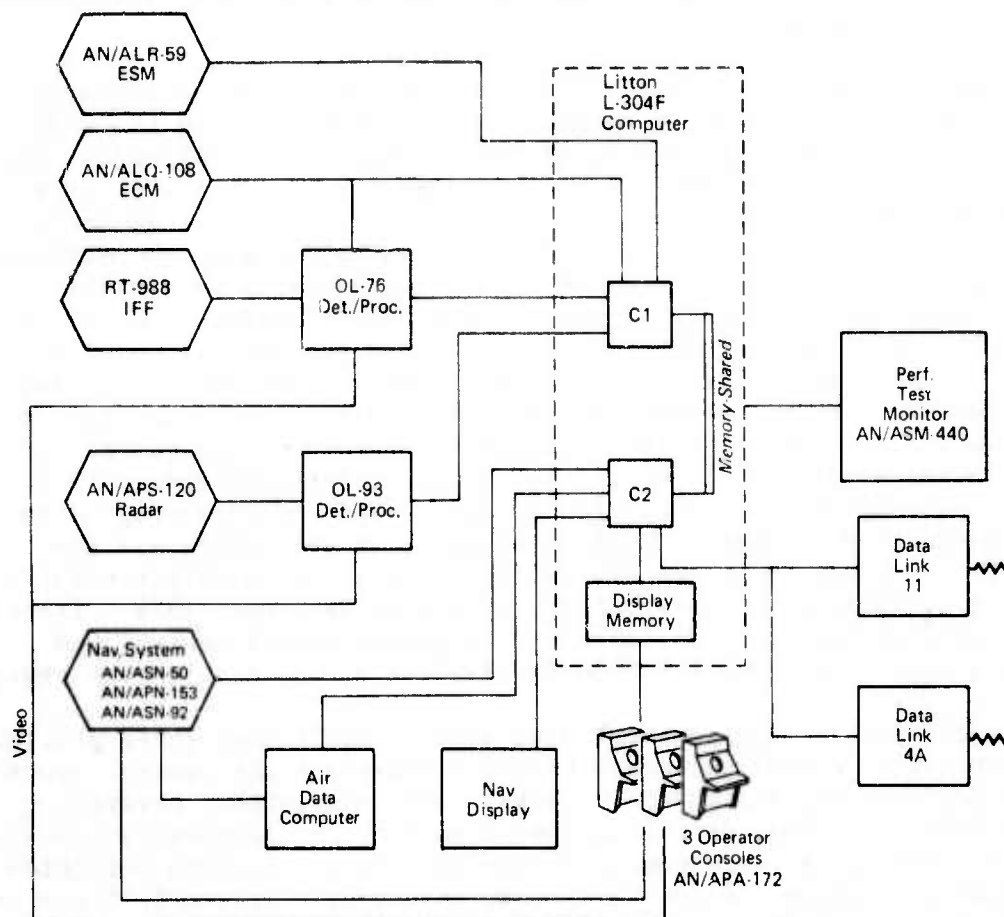 AN/ALR-59
ESM
Litton
L-304F
Computer
AN/ALQ-108
ECM
RT-988
IFF
OL-76
Det./Proc.
C1
Memory-Shared
Perf.
Test
Monitor
AN/ASM-440
AN/APS-120
Radar
OL-93
Det./Proc.
C2
Data
Link
11
Display
Memory
Nav. System
AN/ASN-50
AN/APN-153
AN/ASN-92
Video
Air
Data
Computer
Nav
Display
Data
Link
4A
3 Operator
Consoles
AN/APA-172